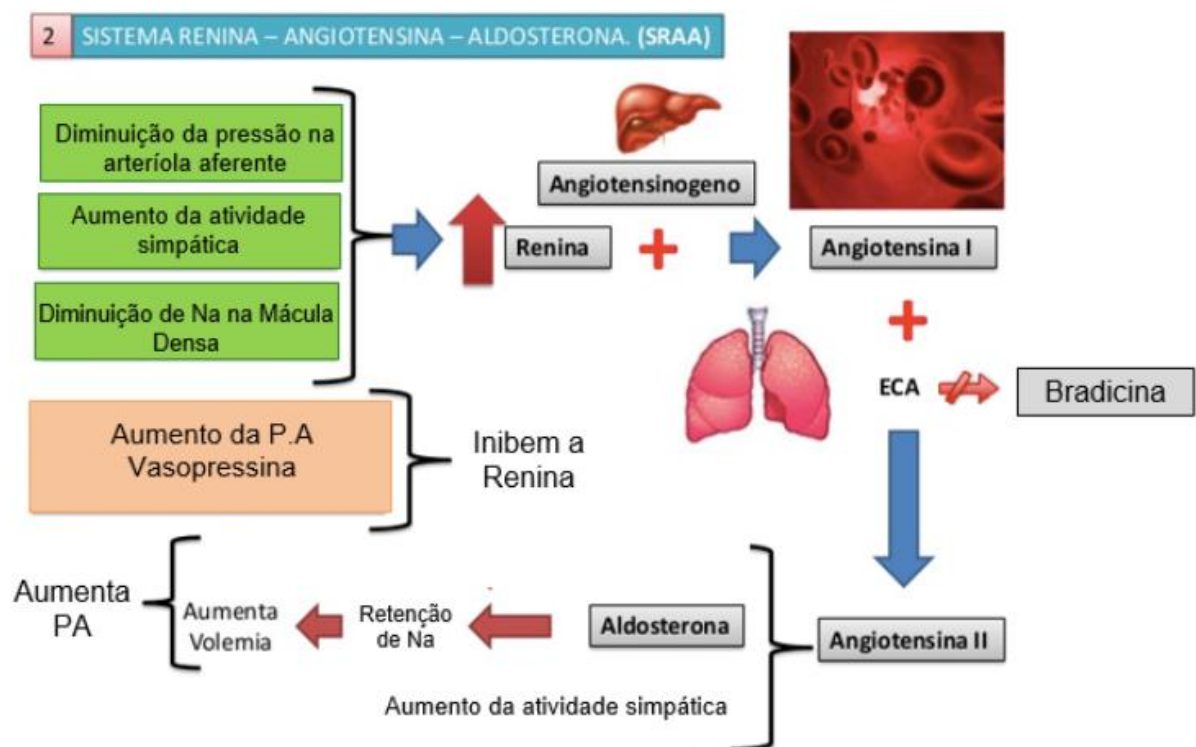 2 SISTEMA RENINA – ANGIOTENSINA – ALDOSTERONA. (SRAA)
Diminuição da pressão na
arteríola aferente
Aumento da atividade
simpática
Diminuição de Na na Mácula
Densa
Angiotensinogeno
Renina
Angiotensina I
ECA
Bradicina
Aumento da P.A
Vasopressina
Inibem a
Renina
Angiotensina II
Aldosterona
Retenção
de Na
Aumenta
Volemia
Aumenta
PA
Aumento da atividade simpática